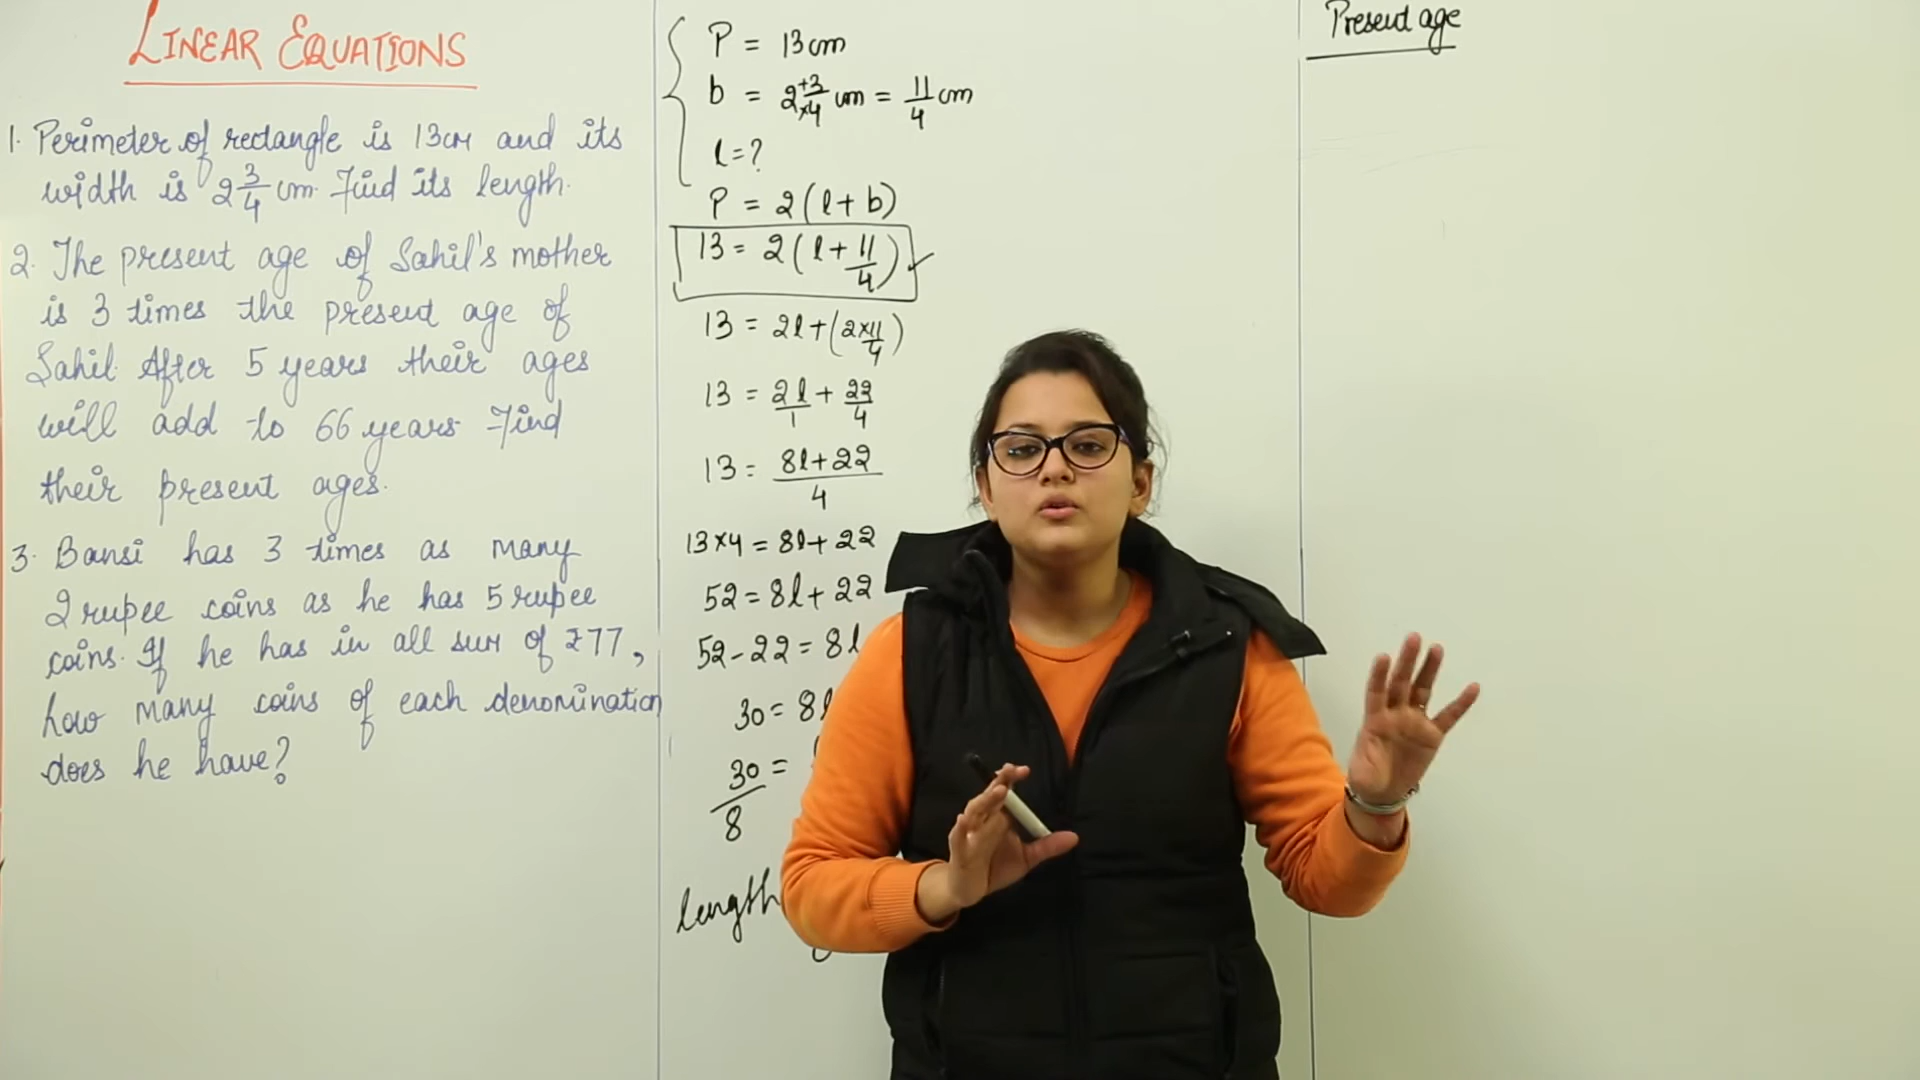 LINEAR EQUATIONS
1. Perimeter of rectangle is 13cm and its
width is 2 3/4 cm. Find its length.
2. The present age of Sahil's mother
is 3 times the present age of
Sahil. After 5 years their ages
will add to 66 years. Find
their present ages.
3. Bansi has 3 times as many
2 rupee coins as he has 5 rupee
coins. If he has in all sum of ₹77,
how many coins of each denomination
does he have?
P = 13cm
b = 2 +3/×4 cm = 11/4 cm
l = ?
P = 2(l+b)
13 = 2(l+11/4) ✓
13 = 2l+(2×11/4)
13 = 2l/1 + 22/4
13 = 8l+22/4
13×4 = 8l+22
52 = 8l+22
52-22 = 8l
30 = 8l
30/8 =
length
Present age